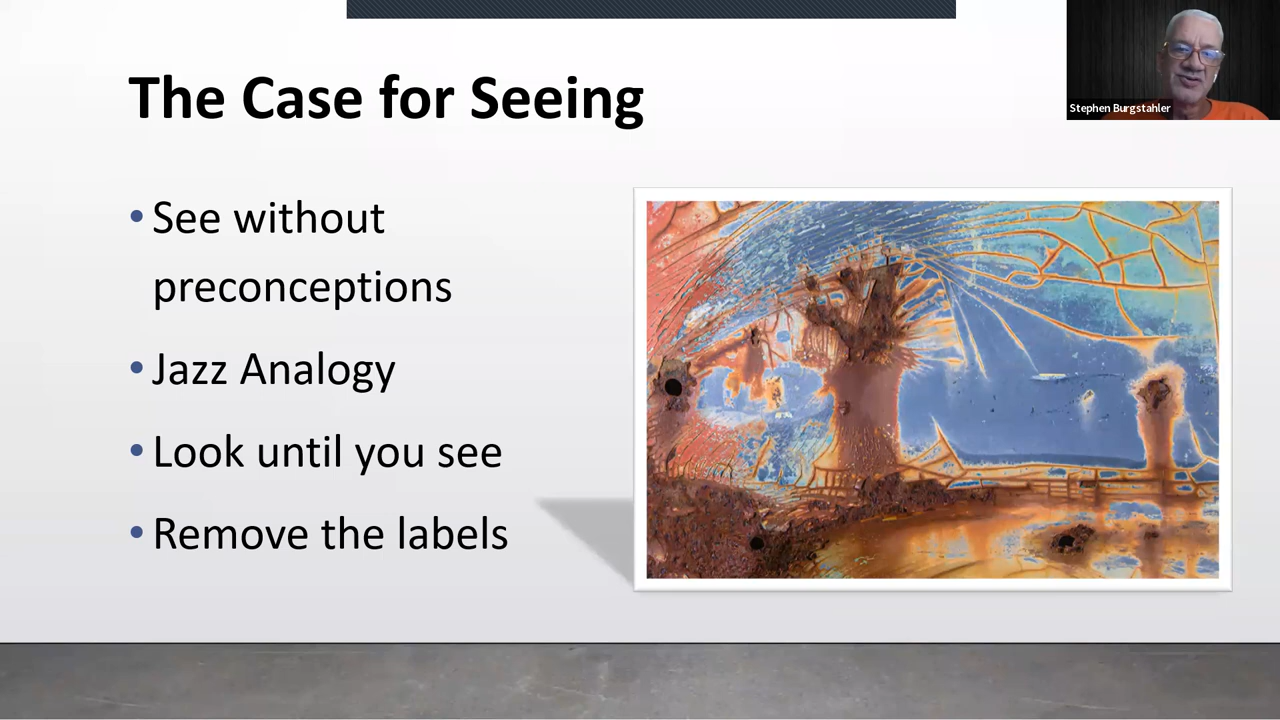 The Case for Seeing
Stephen Burgstahler
• See without
preconceptions
• Jazz Analogy
• Look until you see
• Remove the labels